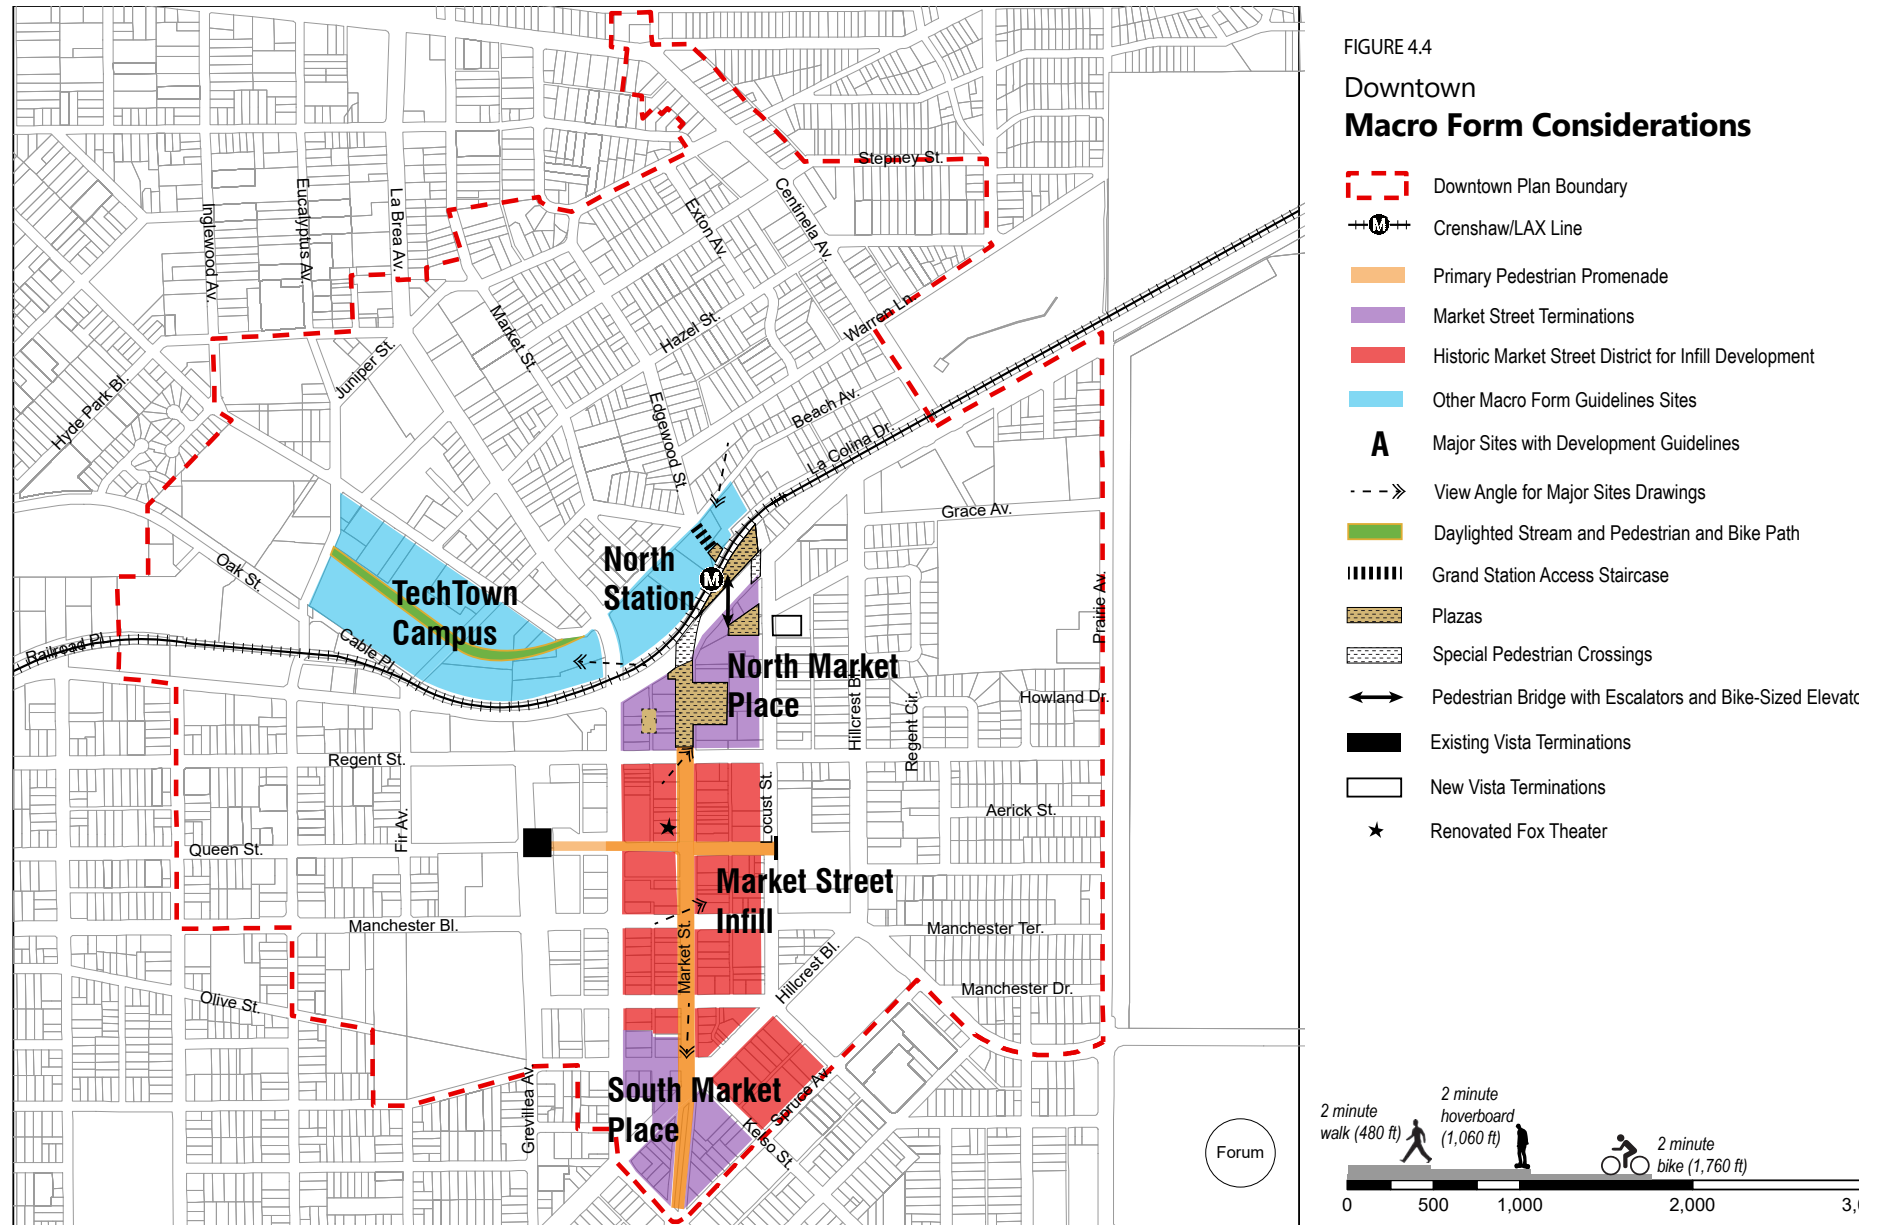 FIGURE 4.4
Downtown
Macro Form Considerations
Downtown Plan Boundary
M
Crenshaw/LAX Line
Primary Pedestrian Promenade
Market Street Terminations
Historic Market Street District for Infill Development
Other Macro Form Guidelines Sites
A
Major Sites with Development Guidelines
View Angle for Major Sites Drawings
Daylighted Stream and Pedestrian and Bike Path
Grand Station Access Staircase
Plazas
Special Pedestrian Crossings
Pedestrian Bridge with Escalators and Bike-Sized Elevato
Existing Vista Terminations
New Vista Terminations
Renovated Fox Theater
2 minute
walk (480 ft)
2 minute
hoverboard
(1,060 ft)
2 minute
bike (1,760 ft)
0
500
1,000
2,000
Stepney St.
Inglewood Av.
Eucalyptus Av.
La Brea Av.
Exton Av.
Centinela Av.
Market St.
Hazel St.
Warren Ln.
Juniper St.
Hyde Park Bl.
Edgewood St.
Beach Av.
La Colina Dr.
Grace Av.
Oak St.
North
Station
M
TechTown
Campus
Prairie Av.
Railroad Pl.
Cable Pl.
North Market
Place
Hillcrest Bl.
Regent Cir.
Howland Dr.
Regent St.
Locust St.
Aerick St.
Fir Av.
Queen St.
Market Street
Infill
Manchester Bl.
Market St.
Manchester Ter.
Hillcrest Bl.
Manchester Dr.
Olive St.
Grevillea Av.
South Market
Place
Spruce Av.
Kelso St.
Forum